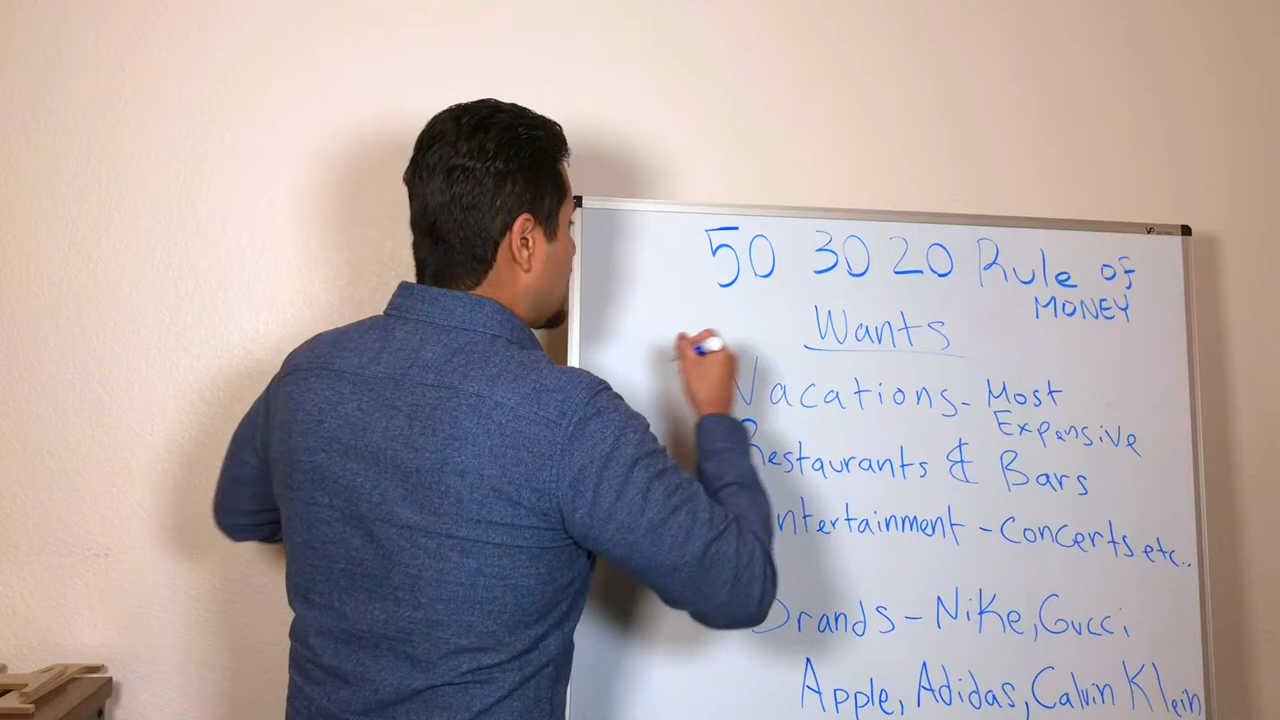 50 30 20 Rule of
MONEY
Wants
Vacations- Most
Expensive
Restaurants & Bars
Entertainment - Concerts etc..
Brands - Nike, Gucci
Apple, Adidas, Calvin Klein